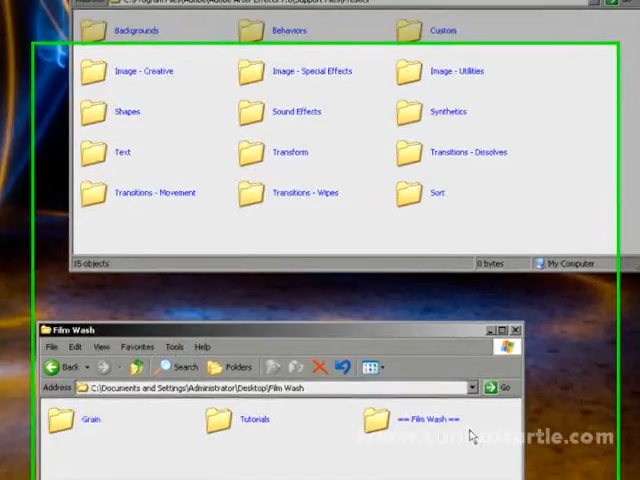 C:\Program Files\Adobe\Adobe After Effects 7.0\Support Files\Presets
Backgrounds
Behaviors
Custom
Image - Creative
Image - Special Effects
Image - Utilities
Shapes
Sound Effects
Synthetics
Text
Transform
Transitions - Dissolves
Transitions - Movement
Transitions - Wipes
Sort
15 objects
0 bytes
My Computer
Film Wash
File Edit View Favorites Tools Help
Back Search Folders
Address C:\Documents and Settings\Administrator\Desktop\Film Wash Go
Grain
Tutorials
== Film Wash ==